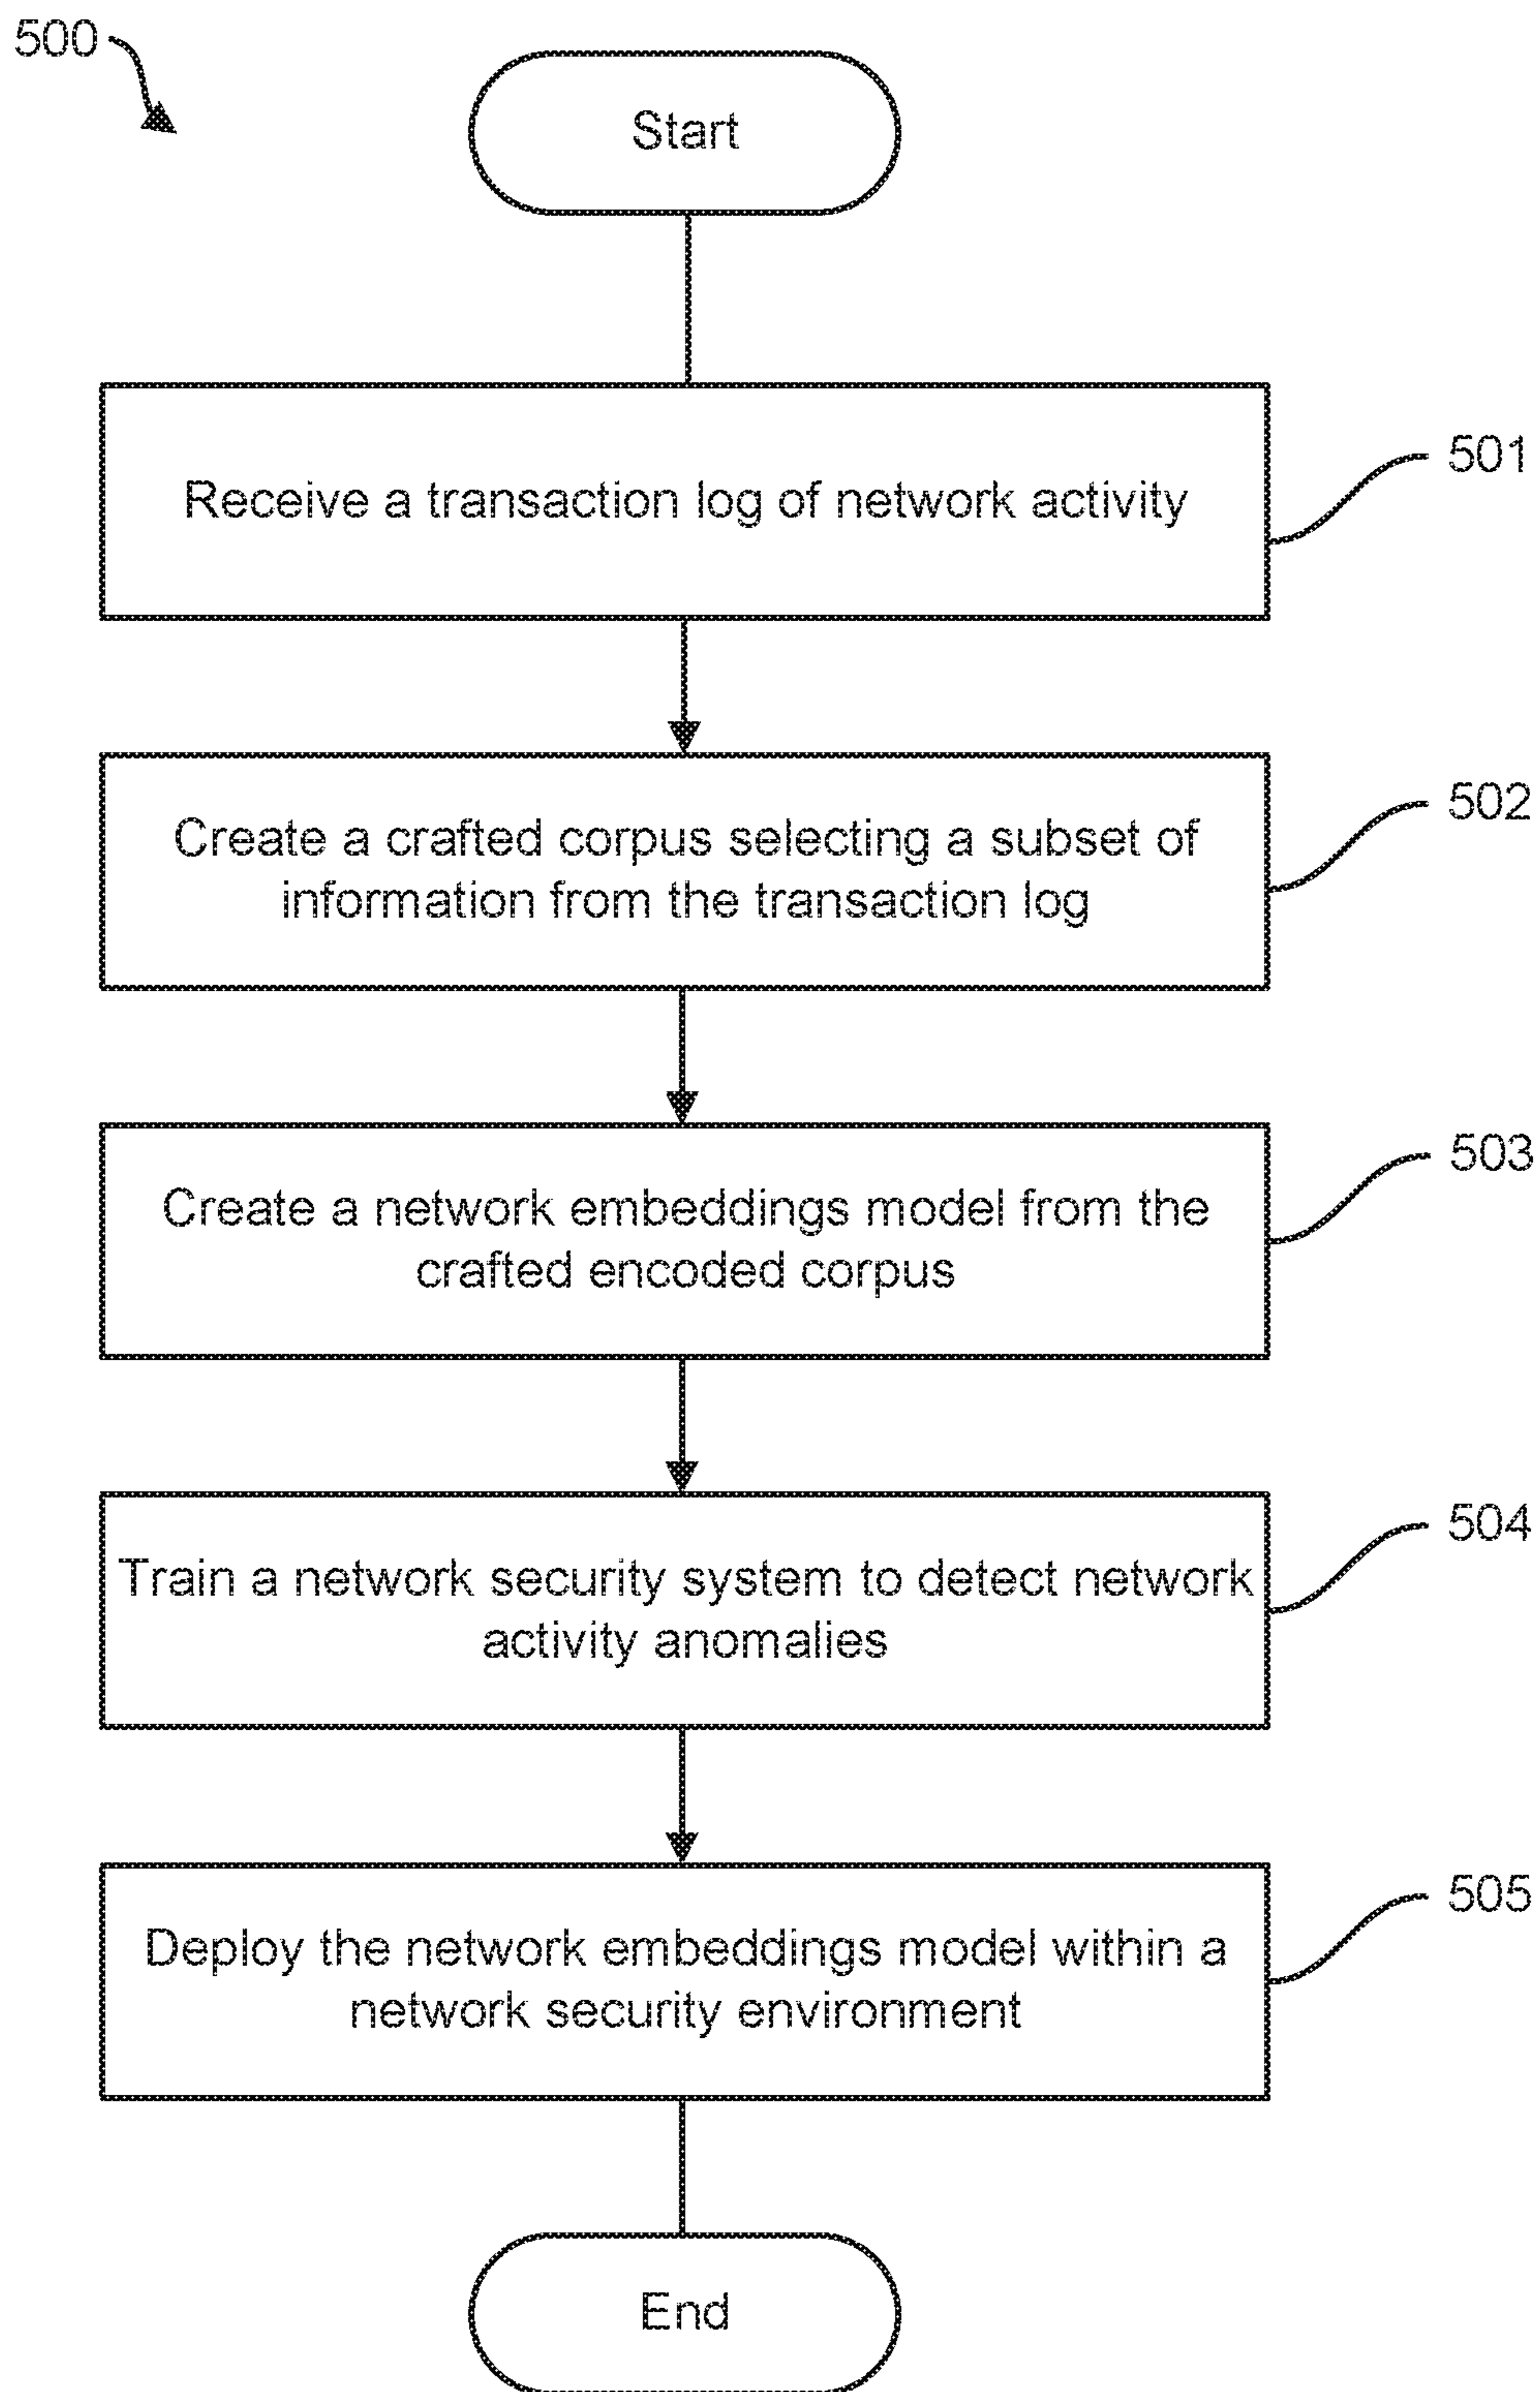 500
Start
Receive a transaction log of network activity
501
Create a crafted corpus selecting a subset of
information from the transaction log
502
Create a network embeddings model from the
crafted encoded corpus
503
Train a network security system to detect network
activity anomalies
504
Deploy the network embeddings model within a
network security environment
505
End